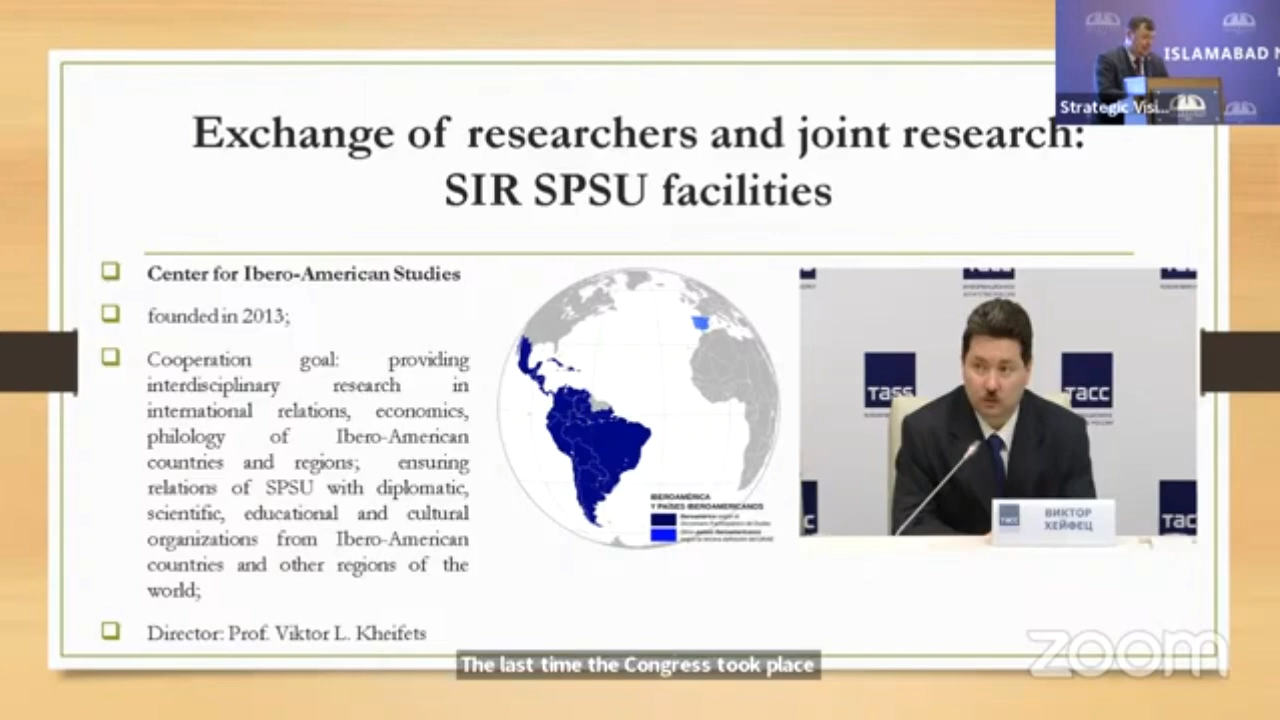 ISLAMABAD N
Strategic Visi...
Exchange of researchers and joint research:
SIR SPSU facilities
Center for Ibero-American Studies
founded in 2013;
Cooperation goal: providing
interdisciplinary research in
international relations, economics,
philology of Ibero-American
countries and regions; ensuring
relations of SPSU with diplomatic,
scientific, educational and cultural
organizations from Ibero-American
countries and other regions of the
world;
Director: Prof. Viktor L. Kheifets
IBEROAMÉRICA
Y PAÍSES IBEROAMERICANOS
TASS
ТАСС
ТАСС
ВИКТОР
ХЕЙФЕЦ
The last time the Congress took place
zoom